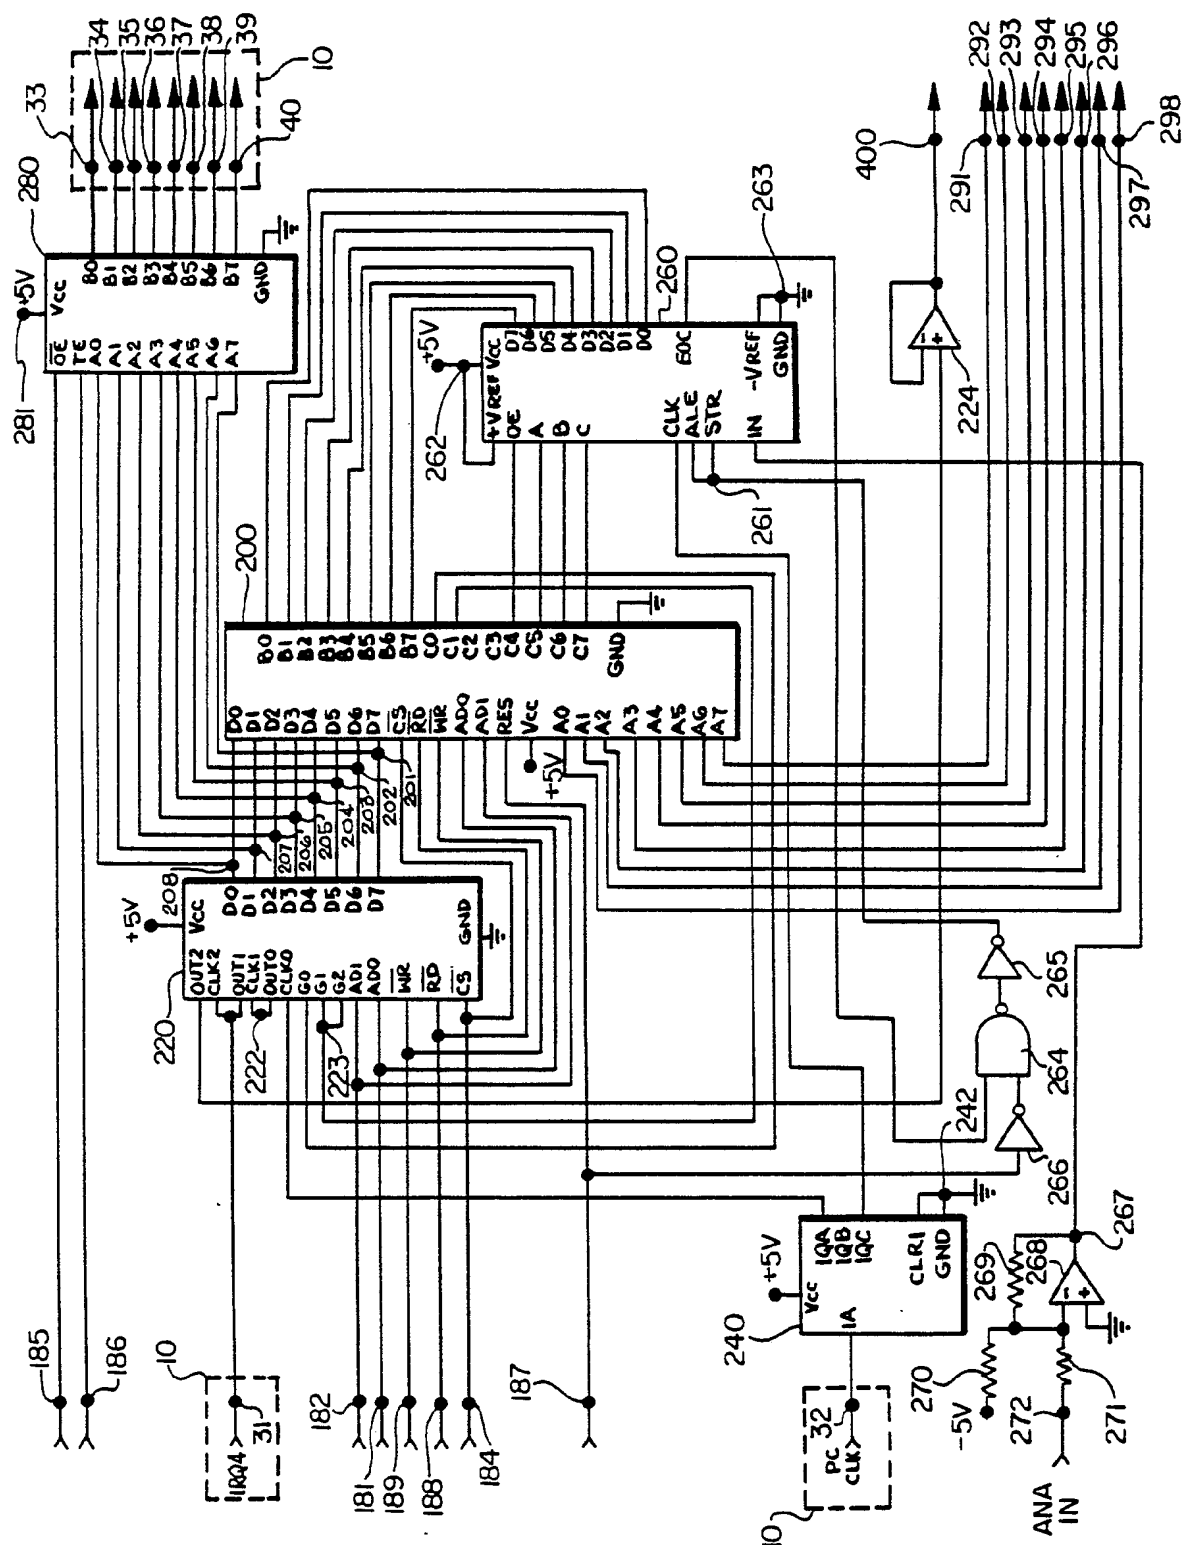 34
35
36
37
38
39
33
10
40
280
+5V
281
Vcc
OE
TE
A0
A1
A2
A3
A4
A5
A6
A7
B0
B1
B2
B3
B4
B5
B6
B7
GND
+5V
262
+VREF
Vcc
OE
A
B
C
CLK
ALE
STR
IN
D7
D6
D5
D4
D3
D2
D1
D0
EOC
-VREF
GND
260
263
261
400
224
-
+
291
292
293
294
295
296
297
298
200
B0
B1
B2
B3
B4
B5
B6
B7
C0
C1
C2
C3
C4
C5
C6
C7
GND
D0
D1
D2
D3
D4
D5
D6
D7
CS
RD
WR
AD0
AD1
RES
Vcc
A0
A1
A2
A3
A4
A5
A6
A7
+5V
201
202
203
204
205
206
207
208
+5V
220
Vcc
D0
D1
D2
D3
D4
D5
D6
D7
GND
OUT2
CLK2
OUT1
CLK1
OUT0
CLK0
G0
G1
G2
AD1
AD0
WR
RD
CS
222
223
265
264
266
242
+5V
240
Vcc
1A
1QA
1QB
1QC
CLR1
GND
267
268
269
-
+
270
-5V
272
271
ANA
IN
185
186
10
IRQ4
31
182
181
189
188
184
187
PC
CLK
32
10